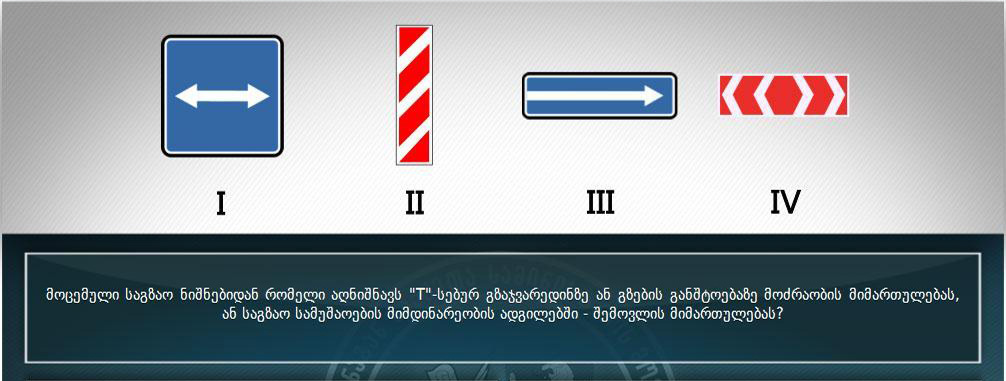 I II III IV
მოცემული საგზაო ნიშნებიდან რომელი აღნიშნავს "T"-სებურ გზაჯვარედინზე ან გზების განშტოებაზე მოძრაობის მიმართულებას,
ან საგზაო სამუშაოების მიმდინარეობის ადგილებში - შემოვლის მიმართულებას?